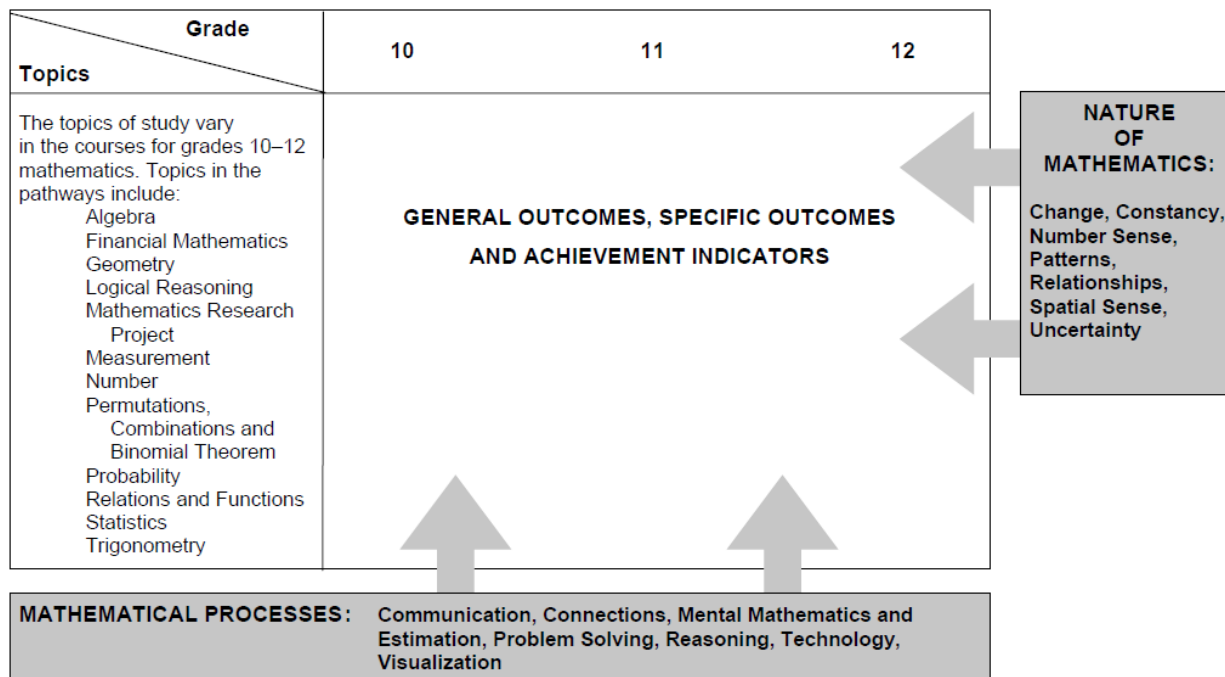 Grade
Topics
10 11 12
The topics of study vary
in the courses for grades 10–12
mathematics. Topics in the
pathways include:
Algebra
Financial Mathematics
Geometry
Logical Reasoning
Mathematics Research
Project
Measurement
Number
Permutations,
Combinations and
Binomial Theorem
Probability
Relations and Functions
Statistics
Trigonometry
GENERAL OUTCOMES, SPECIFIC OUTCOMES
AND ACHIEVEMENT INDICATORS
NATURE
OF
MATHEMATICS:
Change, Constancy,
Number Sense,
Patterns,
Relationships,
Spatial Sense,
Uncertainty
MATHEMATICAL PROCESSES: Communication, Connections, Mental Mathematics and
Estimation, Problem Solving, Reasoning, Technology,
Visualization